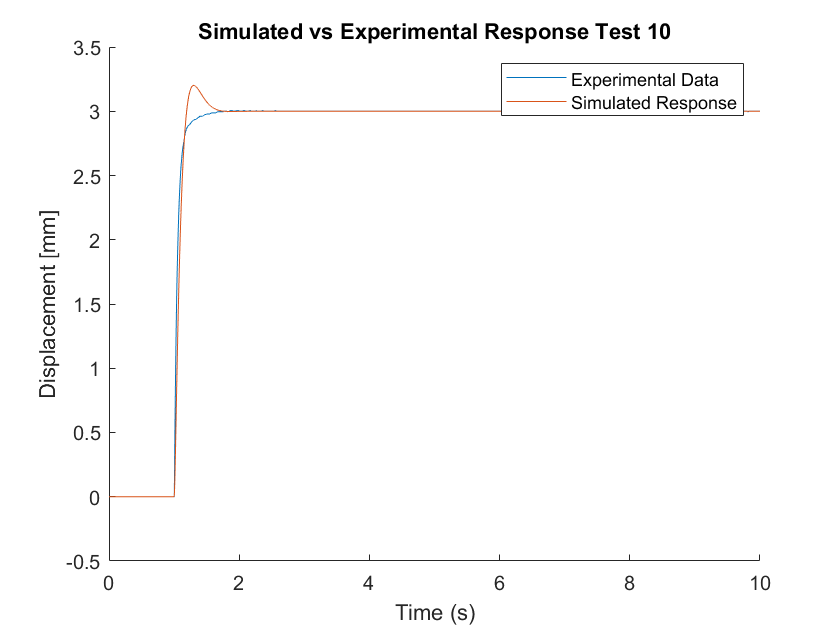 Simulated vs Experimental Response Test 10
3.5
Experimental Data
Simulated Response
3
2.5
2
1.5
1
0.5
0
-0.5
Displacement [mm]
0 2 4 6 8 10
Time (s)